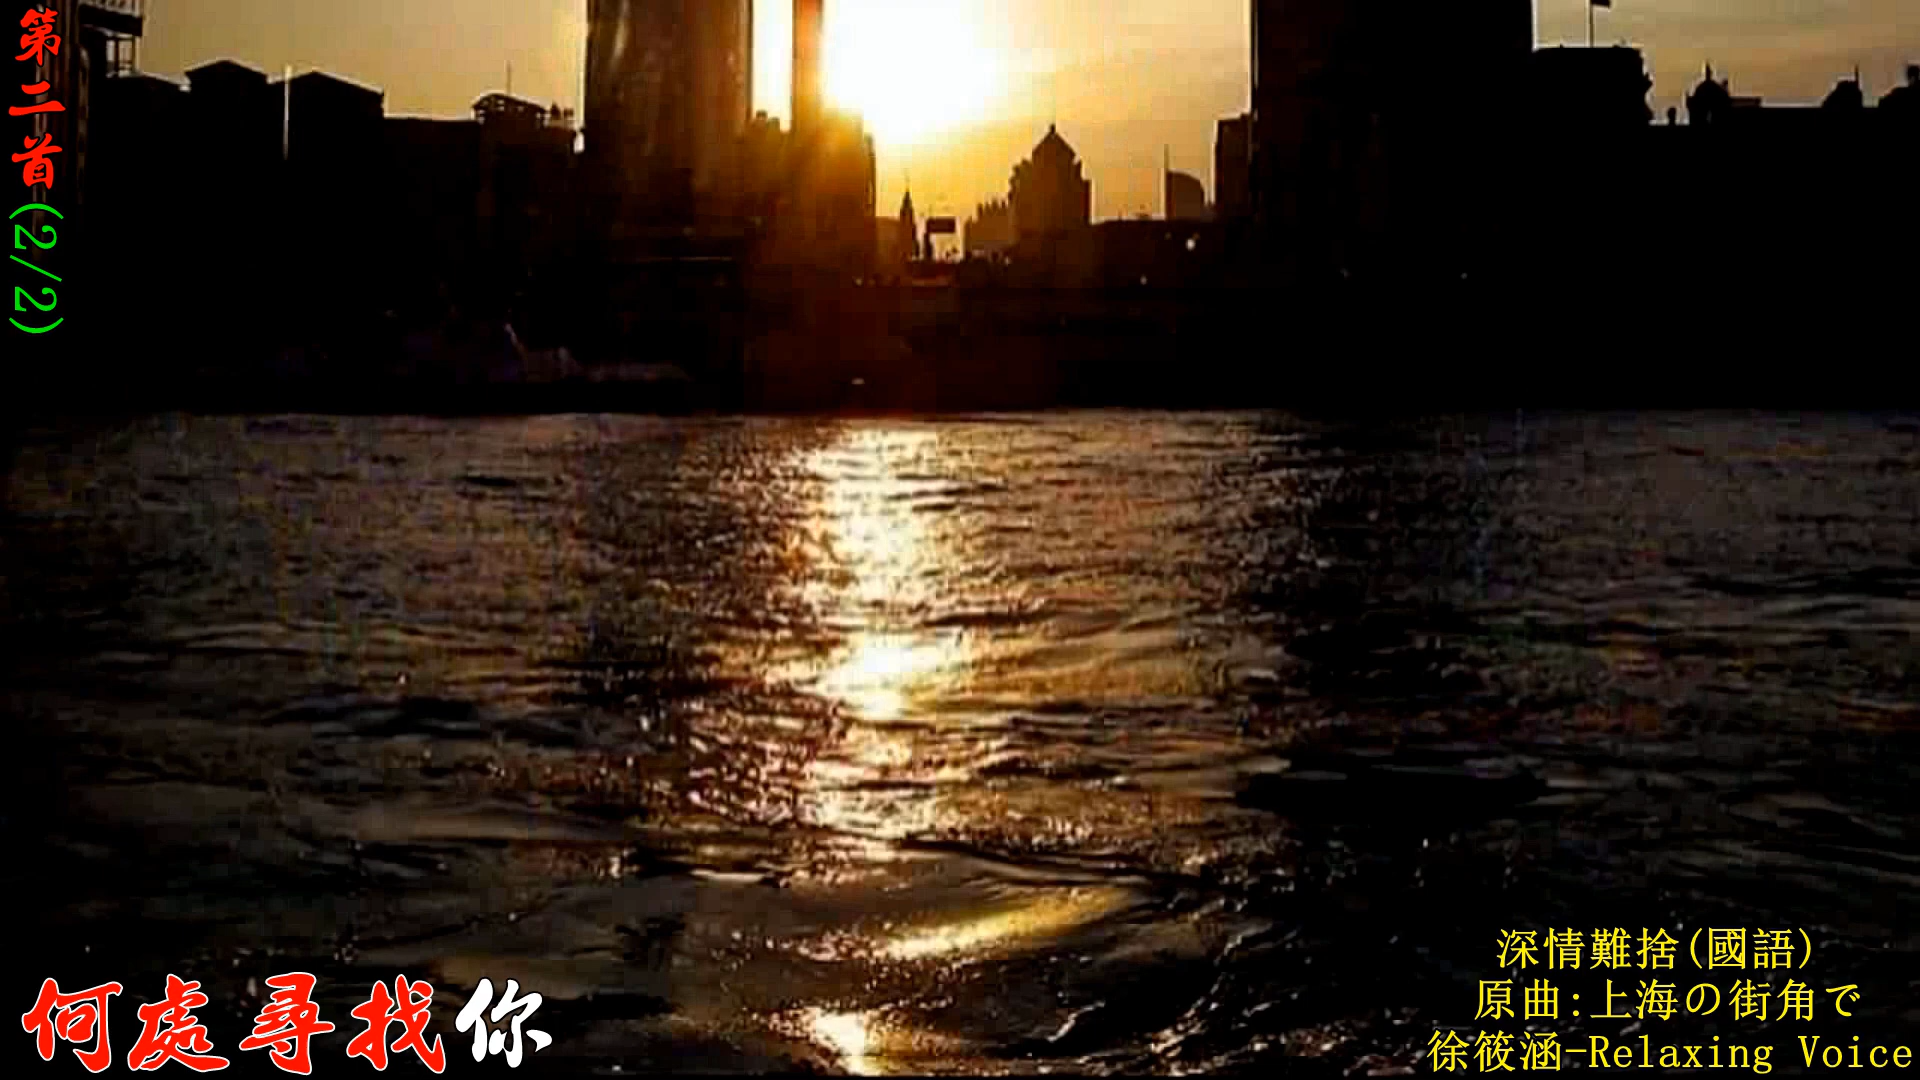 第二首(2/2)
何處尋找你
深情難捨(國語)
原曲:上海の街角で
徐筱涵-Relaxing Voice